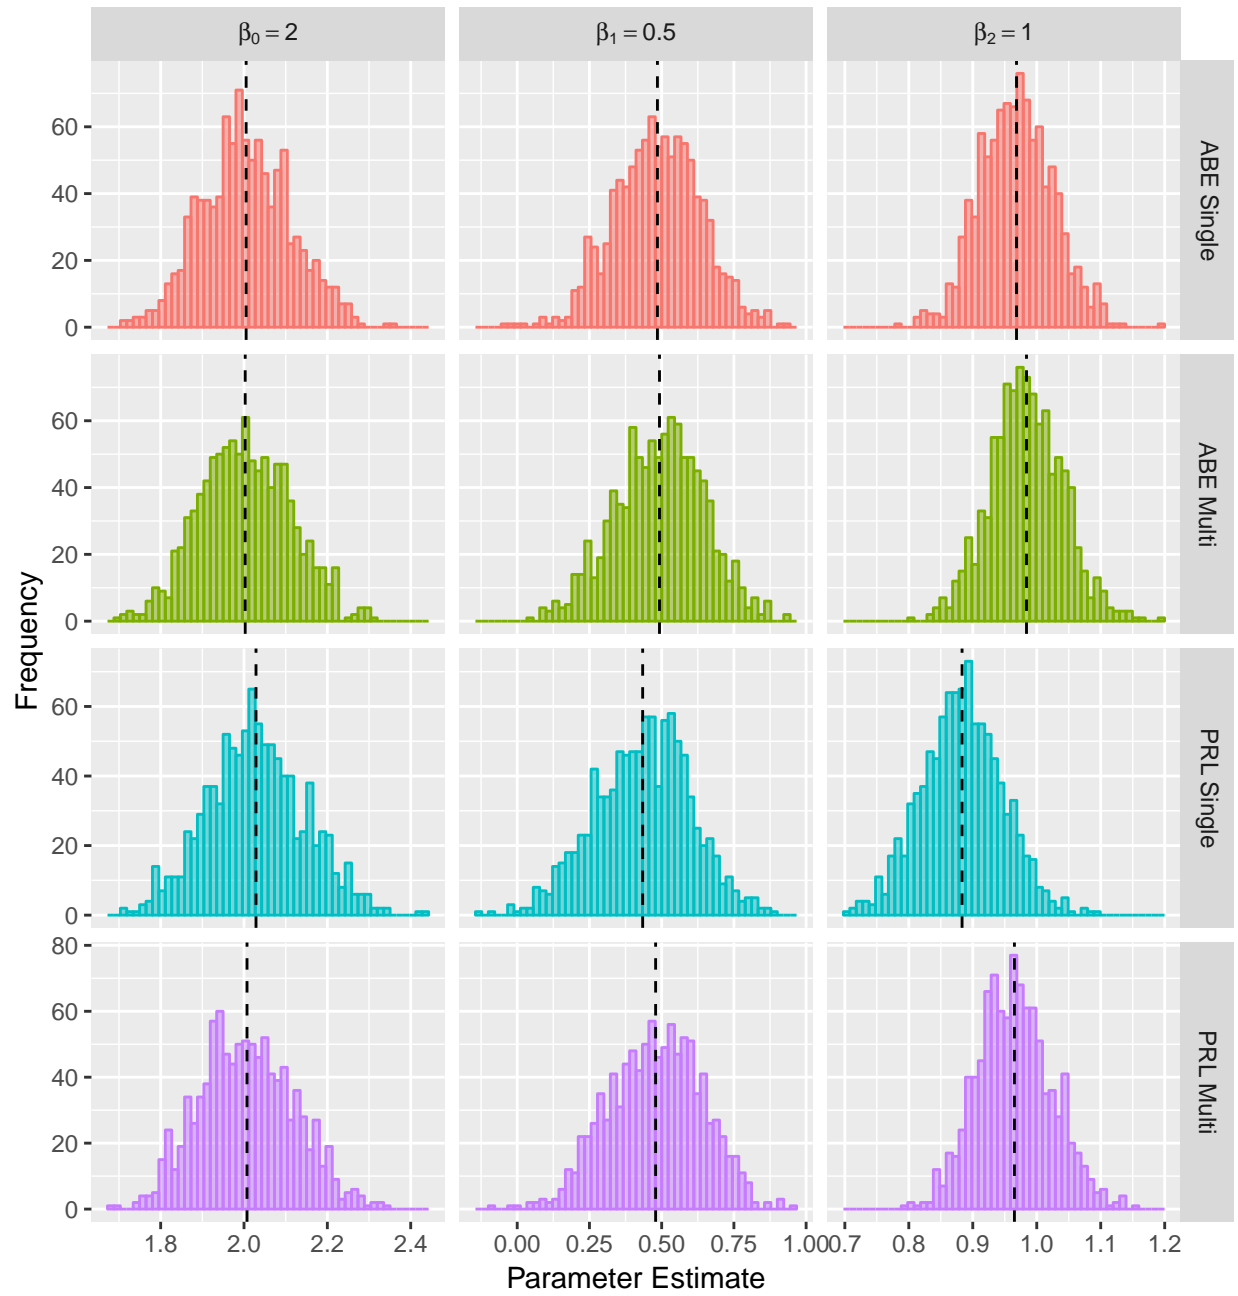 β₀ = 2
β₁ = 0.5
β₂ = 1
60
40
20
0
ABE Single
60
40
20
0
ABE Multi
60
40
20
0
PRL Single
80
60
40
20
0
PRL Multi
Frequency
1.8 2.0 2.2 2.4
0.00 0.25 0.50 0.75 1.00
0.7 0.8 0.9 1.0 1.1 1.2
Parameter Estimate